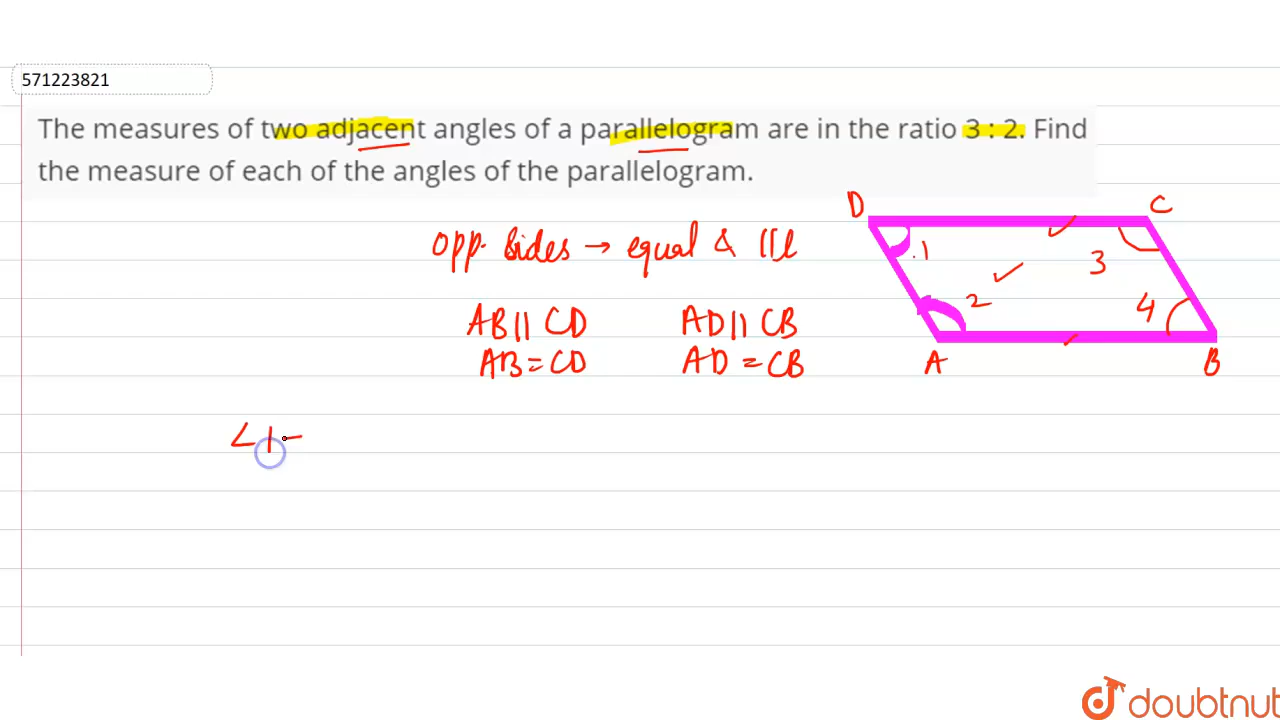 571223821
The measures of two adjacent angles of a parallelogram are in the ratio 3 : 2. Find
the measure of each of the angles of the parallelogram.
D C
opp. sides → equal & ||l
1 3
2 4
AB || CD AD || CB
AB = CD AD = CB
A B
∠1
doubtnut